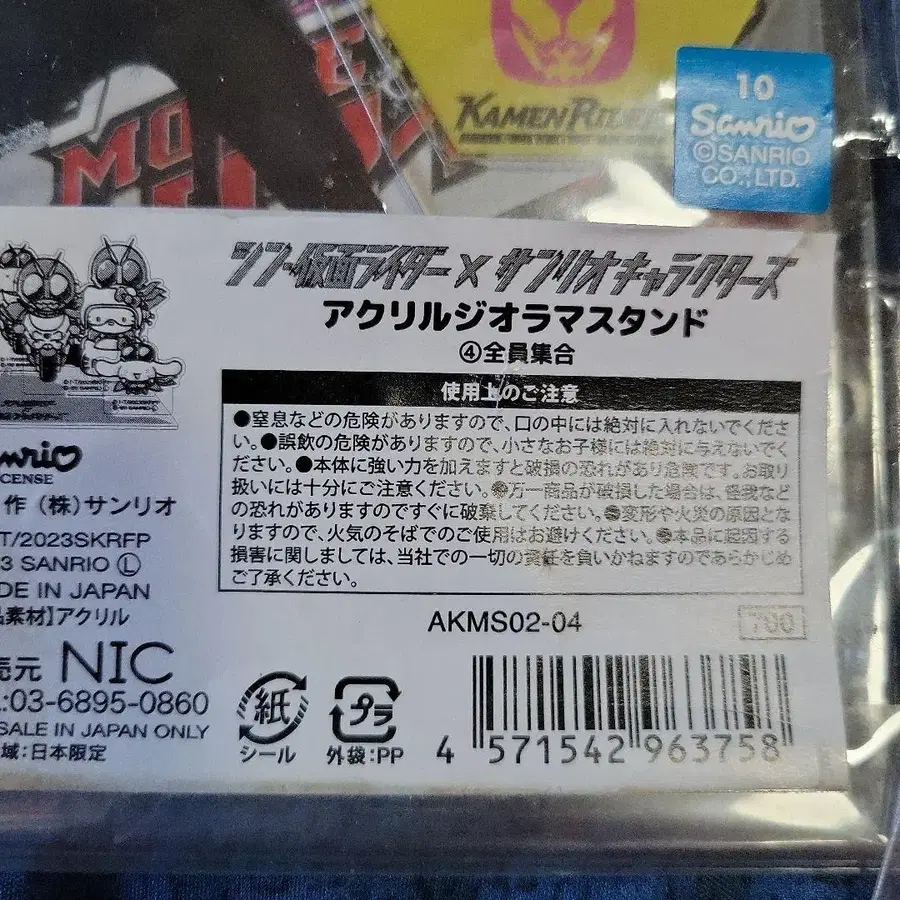 KAMEN RIDER
10
Sanrio
©SANRIO
CO., LTD.
シン・仮面ライダー×サンリオキャラクターズ
アクリルジオラマスタンド
④全員集合
使用上のご注意
●窒息などの危険がありますので、口の中には絶対に入れないでくださ
い。●誤飲の危険がありますので、小さなお子様には絶対に与えないでく
ださい。●本体に強い力を加えますと破損の恐れがあり危険です。お取り
扱いには十分にご注意ください。●万一商品が破損した場合は、怪我など
の恐れがありますのですぐに破棄してください。●変形や火災の原因とな
りますので、火気のそばでのご使用はお避けください。●本品に起因する
損害に関しましては、当社での一切の責任を負いかねますのであらかじめ
ご了承ください。
nrio
CENSE
作(株)サンリオ
T/2023SKRFP
3 SANRIO Ⓛ
DE IN JAPAN
品素材】アクリル
売元 NIC
:03-6895-0860
SALE IN JAPAN ONLY
域:日本限定
AKMS02-04
700
紙
シール
プラ
外袋:PP
4 571542 963758